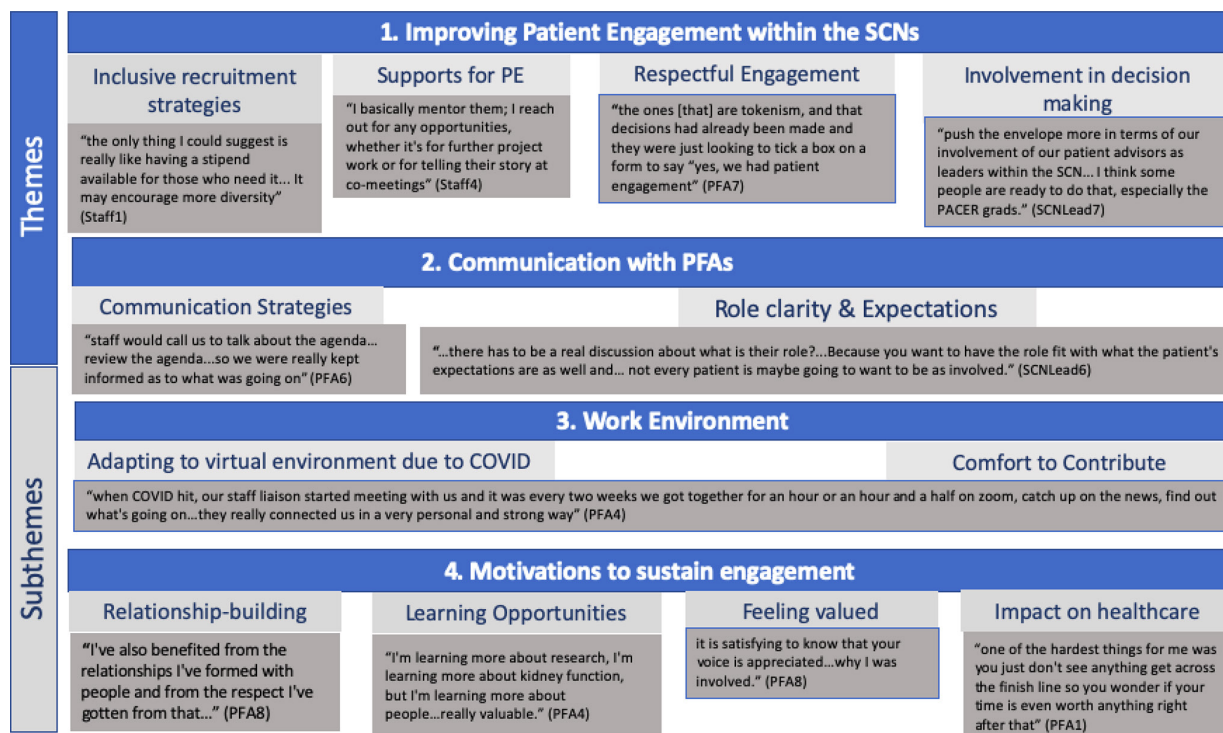 Themes
Subthemes
1. Improving Patient Engagement within the SCNs
Inclusive recruitment
strategies
“the only thing I could suggest is
really like having a stipend
available for those who need it... It
may encourage more diversity”
(Staff1)
Supports for PE
“I basically mentor them; I reach
out for any opportunities,
whether it's for further project
work or for telling their story at
co-meetings” (Staff4)
Respectful Engagement
“the ones [that] are tokenism, and that
decisions had already been made and
they were just looking to tick a box on a
form to say “yes, we had patient
engagement” (PFA7)
Involvement in decision
making
“push the envelope more in terms of our
involvement of our patient advisors as
leaders within the SCN... I think some
people are ready to do that, especially the
PACER grads.” (SCNLead7)
2. Communication with PFAs
Communication Strategies
“staff would call us to talk about the agenda...
review the agenda...so we were really kept
informed as to what was going on” (PFA6)
Role clarity & Expectations
“...there has to be a real discussion about what is their role?...Because you want to have the role fit with what the patient's
expectations are as well and... not every patient is maybe going to want to be as involved.” (SCNLead6)
3. Work Environment
Adapting to virtual environment due to COVID
Comfort to Contribute
“when COVID hit, our staff liaison started meeting with us and it was every two weeks we got together for an hour or an hour and a half on zoom, catch up on the news, find out
what's going on...they really connected us in a very personal and strong way” (PFA4)
4. Motivations to sustain engagement
Relationship-building
“I've also benefited from the
relationships I've formed with
people and from the respect I've
gotten from that...” (PFA8)
Learning Opportunities
“I'm learning more about research, I'm
learning more about kidney function,
but I'm learning more about
people...really valuable.” (PFA4)
Feeling valued
it is satisfying to know that your
voice is appreciated...why I was
involved.” (PFA8)
Impact on healthcare
“one of the hardest things for me was
you just don't see anything get across
the finish line so you wonder if your
time is even worth anything right
after that” (PFA1)